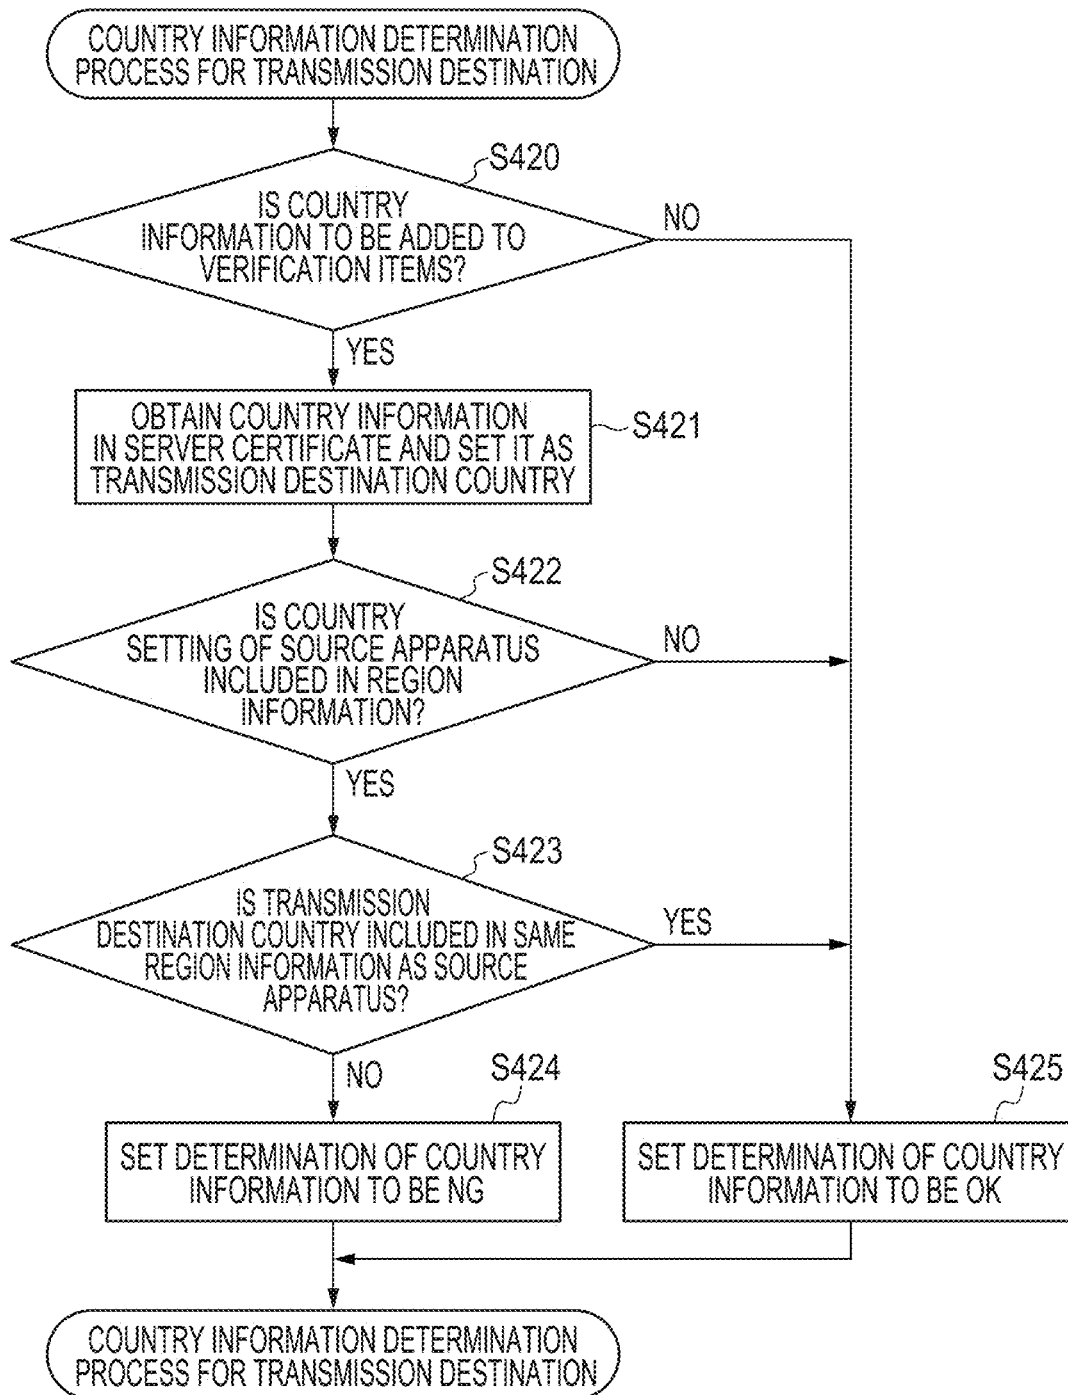 COUNTRY INFORMATION DETERMINATION
PROCESS FOR TRANSMISSION DESTINATION
S420
IS COUNTRY
INFORMATION TO BE ADDED TO
VERIFICATION ITEMS?
NO
YES
OBTAIN COUNTRY INFORMATION
IN SERVER CERTIFICATE AND SET IT AS
TRANSMISSION DESTINATION COUNTRY
S421
S422
IS COUNTRY
SETTING OF SOURCE APPARATUS
INCLUDED IN REGION
INFORMATION?
NO
YES
S423
IS TRANSMISSION
DESTINATION COUNTRY INCLUDED IN SAME
REGION INFORMATION AS SOURCE
APPARATUS?
YES
NO
S424
SET DETERMINATION OF COUNTRY
INFORMATION TO BE NG
S425
SET DETERMINATION OF COUNTRY
INFORMATION TO BE OK
COUNTRY INFORMATION DETERMINATION
PROCESS FOR TRANSMISSION DESTINATION